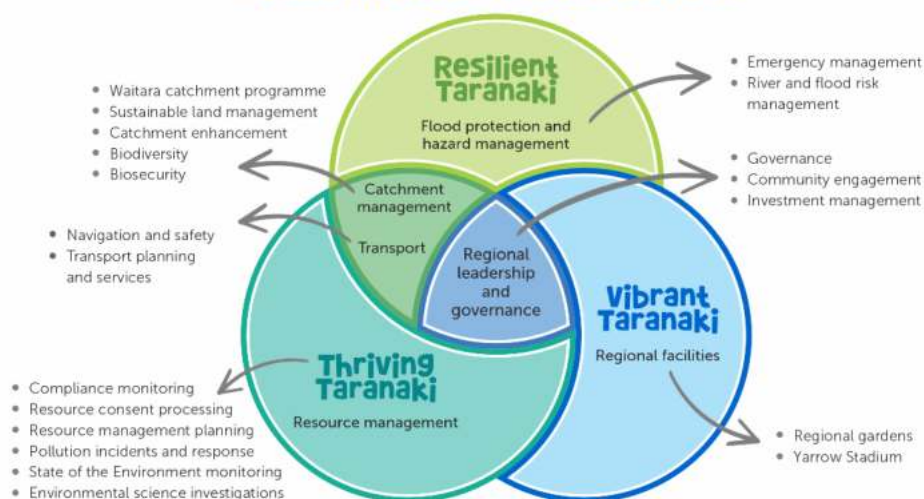 Resilient
Taranaki
Flood protection and
hazard management
• Emergency management
• River and flood risk
management
• Waitara catchment programme
• Sustainable land management
• Catchment enhancement
• Biodiversity
• Biosecurity
Catchment
management
• Governance
• Community engagement
• Investment management
• Navigation and safety
• Transport planning
and services
Transport
Regional
leadership
and
governance
Vibrant
Taranaki
Regional facilities
Thriving
Taranaki
Resource management
• Compliance monitoring
• Resource consent processing
• Resource management planning
• Pollution incidents and response
• State of the Environment monitoring
• Environmental science investigations
• Regional gardens
• Yarrow Stadium